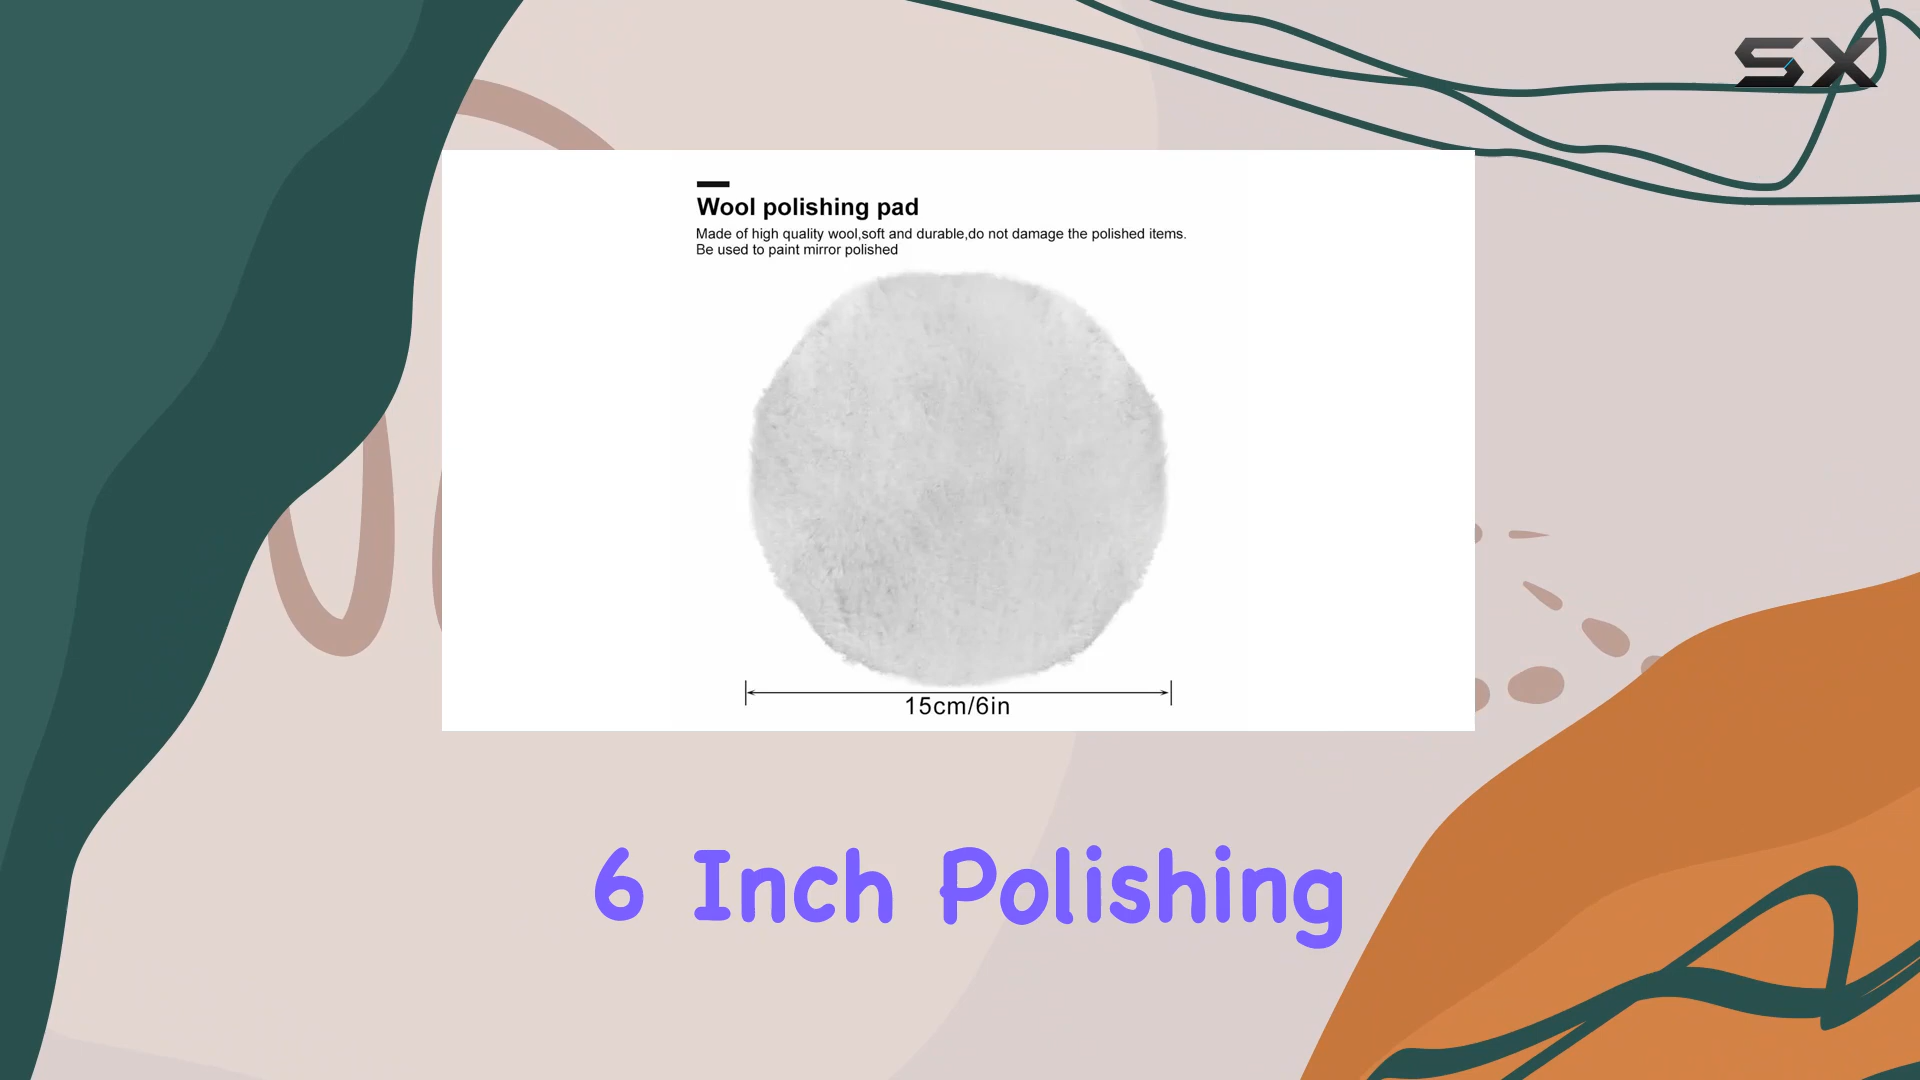 SX
Wool polishing pad
Made of high quality wool,soft and durable,do not damage the polished items.
Be used to paint mirror polished
15cm/6in
6 Inch Polishing